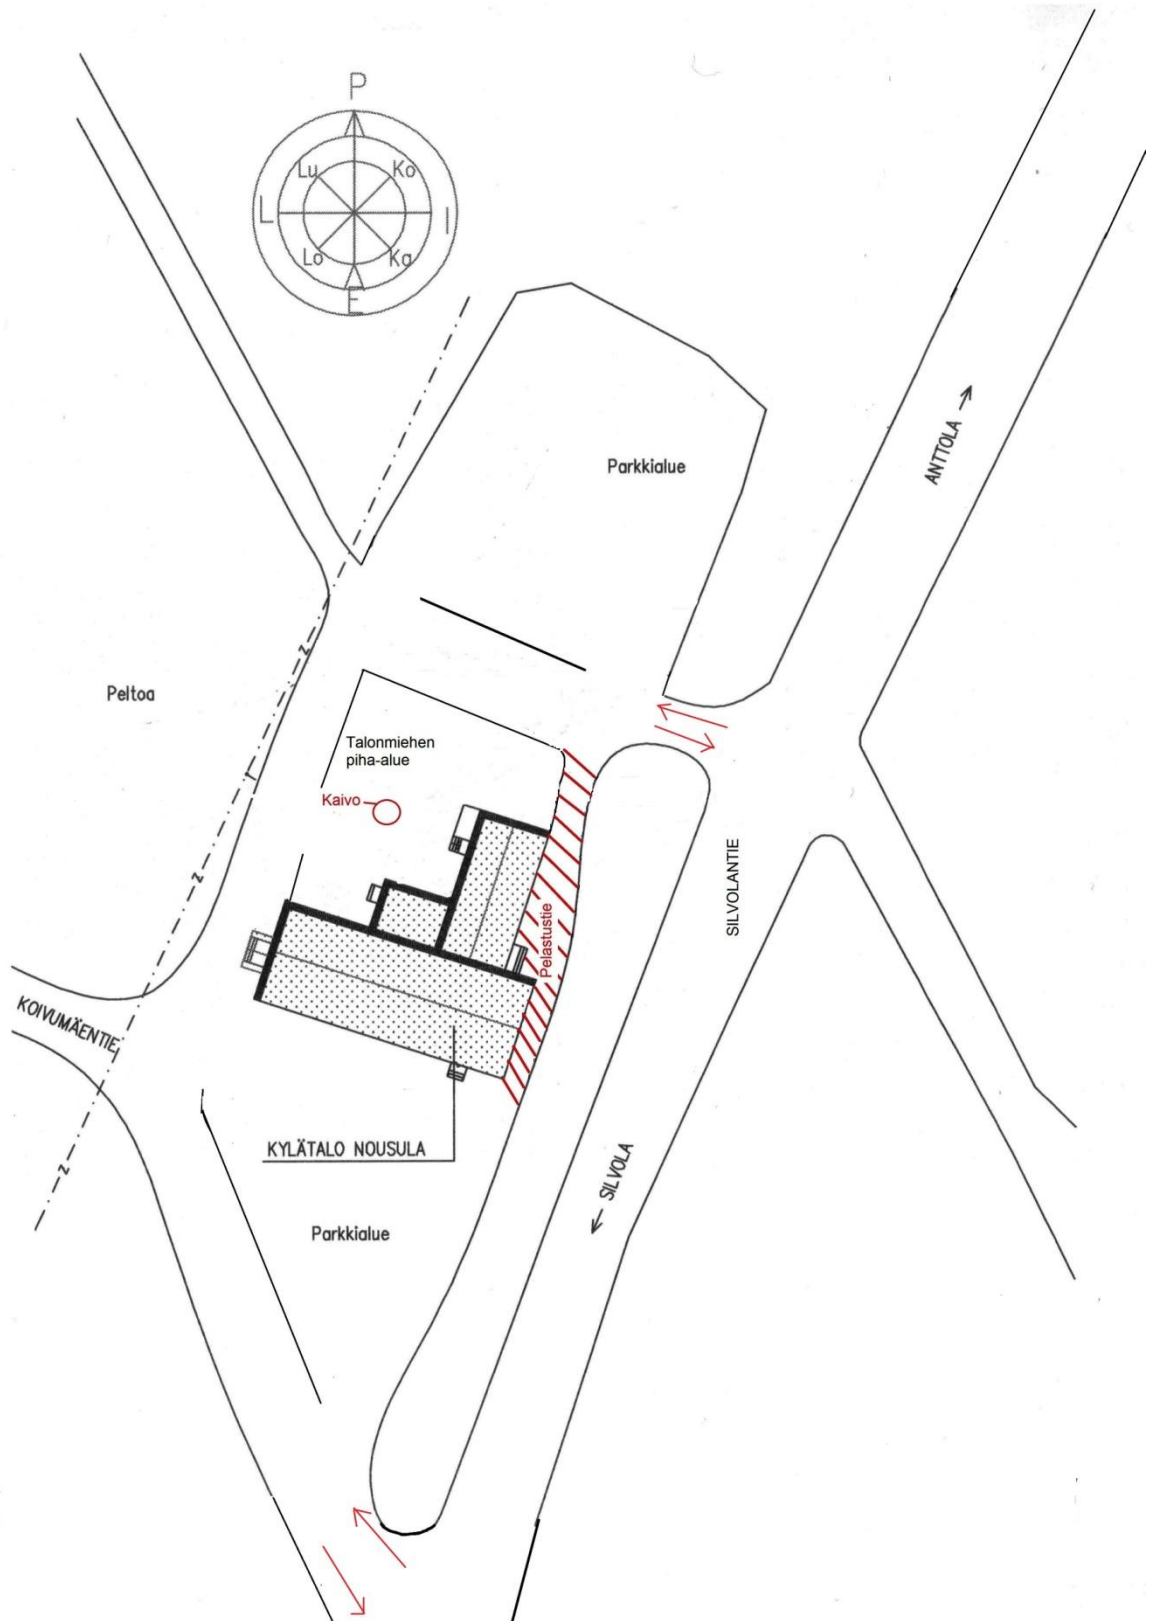 P
Lu
Ko
L
I
Lo
Ka
E
Parkkialue
ANTTOLA →
Peltoa
z
Talonmiehen
piha-alue
Kaivo
z
SILVOLANTIE
Pelastustie
KOIVUMÄENTIE
z
KYLÄTALO NOUSULA
← SILVOLA
Parkkialue